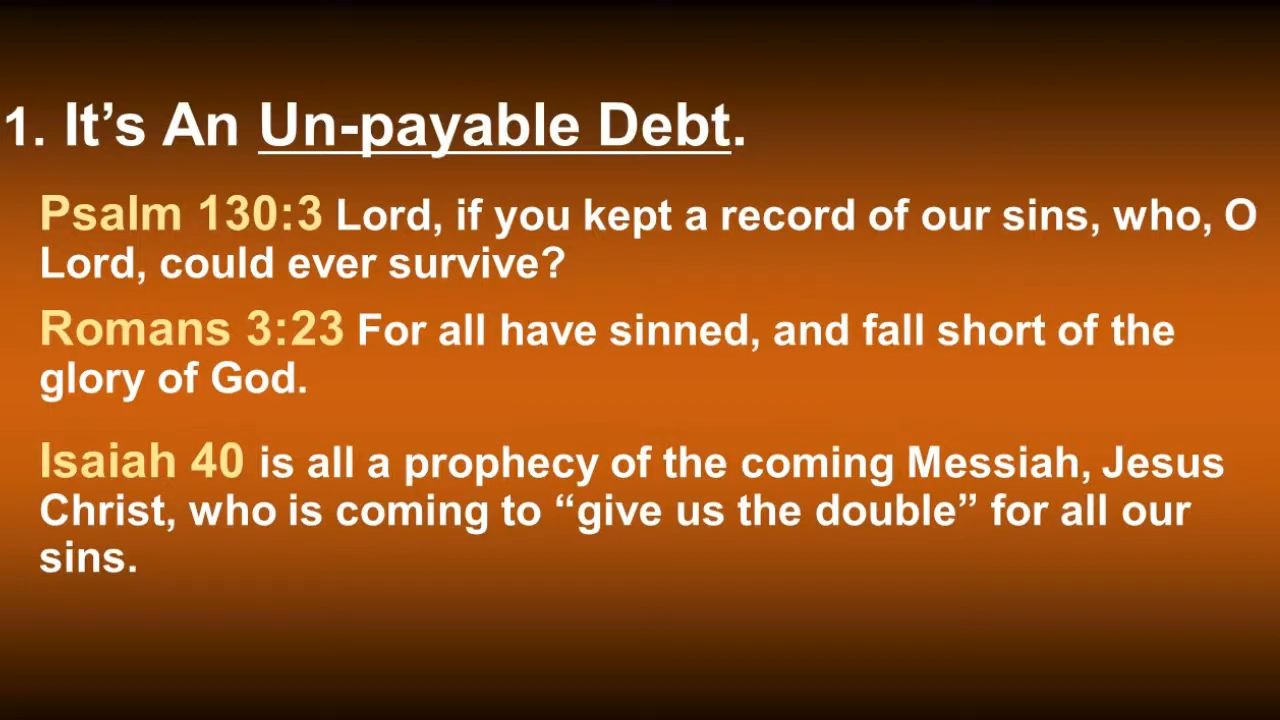 1. It’s An Un-payable Debt.
Psalm 130:3 Lord, if you kept a record of our sins, who, O
Lord, could ever survive?
Romans 3:23 For all have sinned, and fall short of the
glory of God.
Isaiah 40 is all a prophecy of the coming Messiah, Jesus
Christ, who is coming to “give us the double” for all our
sins.